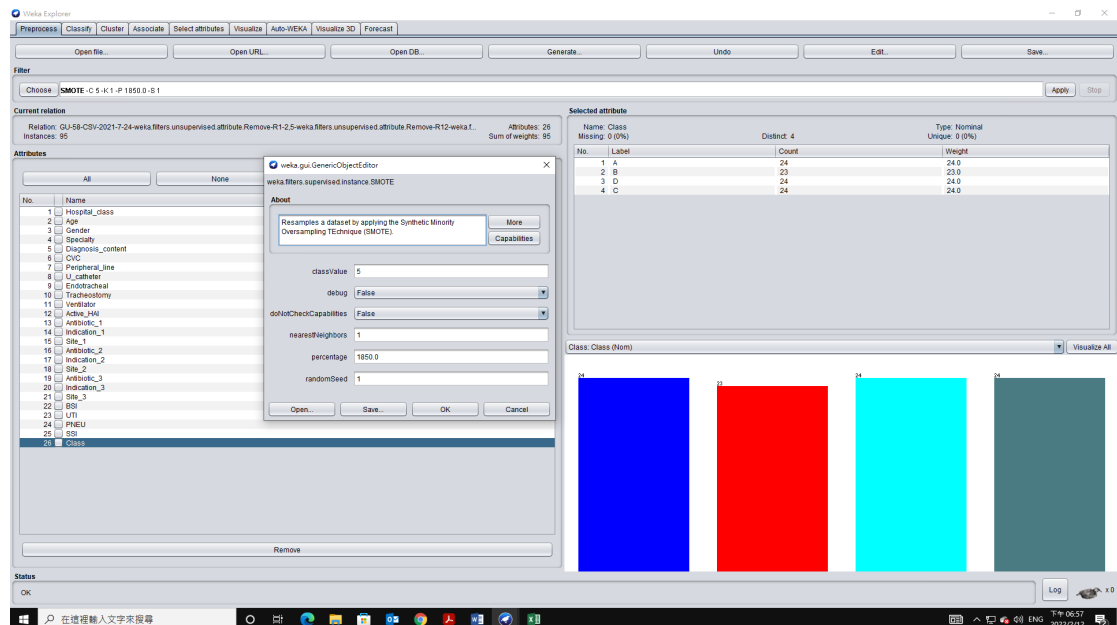 Weka Explorer
Preprocess Classify Cluster Associate Select attributes Visualize Auto-WEKA Visualize 3D Forecast
Open file... Open URL... Open DB... Generate... Undo Edit... Save...
Filter
Choose SMOTE -C 5 -K 1 -P 1850.0 -S 1 Apply Stop
Current relation
Relation: GU-58-CSV-2021-7-24-weka.filters.unsupervised.attribute.Remove-R1-2,5-weka.filters.unsupervised.attribute.Remove-R12-weka.f... Attributes: 26
Instances: 95 Sum of weights: 95
Attributes
All None
No. Name
1 Hospital_class
2 Age
3 Gender
4 Specialty
5 Diagnosis_content
6 CVC
7 Peripheral_line
8 U_catheter
9 Endotracheal
10 Tracheostomy
11 Ventilator
12 Active_HAI
13 Antibiotic_1
14 Indication_1
15 Site_1
16 Antibiotic_2
17 Indication_2
18 Site_2
19 Antibiotic_3
20 Indication_3
21 Site_3
22 BSI
23 UTI
24 PNEU
25 SSI
26 Class
Remove
weka.gui.GenericObjectEditor
weka.filters.supervised.instance.SMOTE
About
Resamples a dataset by applying the Synthetic Minority
Oversampling TEchnique (SMOTE).
More
Capabilities
classValue 5
debug False
doNotCheckCapabilities False
nearestNeighbors 1
percentage 1850.0
randomSeed 1
Open... Save... OK Cancel
Selected attribute
Name: Class Type: Nominal
Missing: 0 (0%) Distinct: 4 Unique: 0 (0%)
No. Label Count Weight
1 A 24 24.0
2 B 23 23.0
3 D 24 24.0
4 C 24 24.0
Class: Class (Nom) Visualize All
24 23 24 24
Status
OK Log x 0
在這裡輸入文字來搜尋
ENG
下午 06:57
2022/2/12